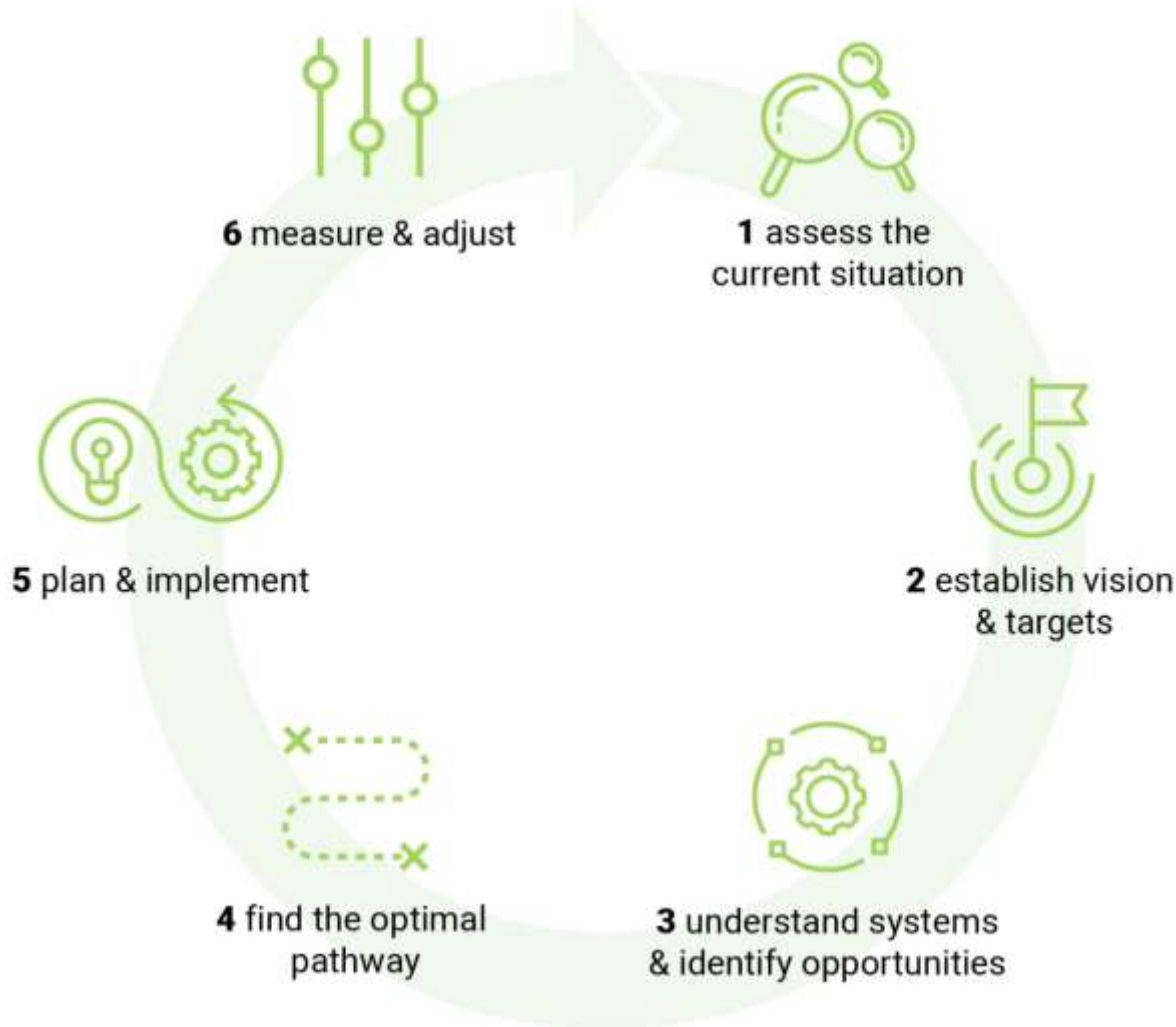 1 assess the
current situation
2 establish vision
& targets
3 understand systems
& identify opportunities
4 find the optimal
pathway
5 plan & implement
6 measure & adjust